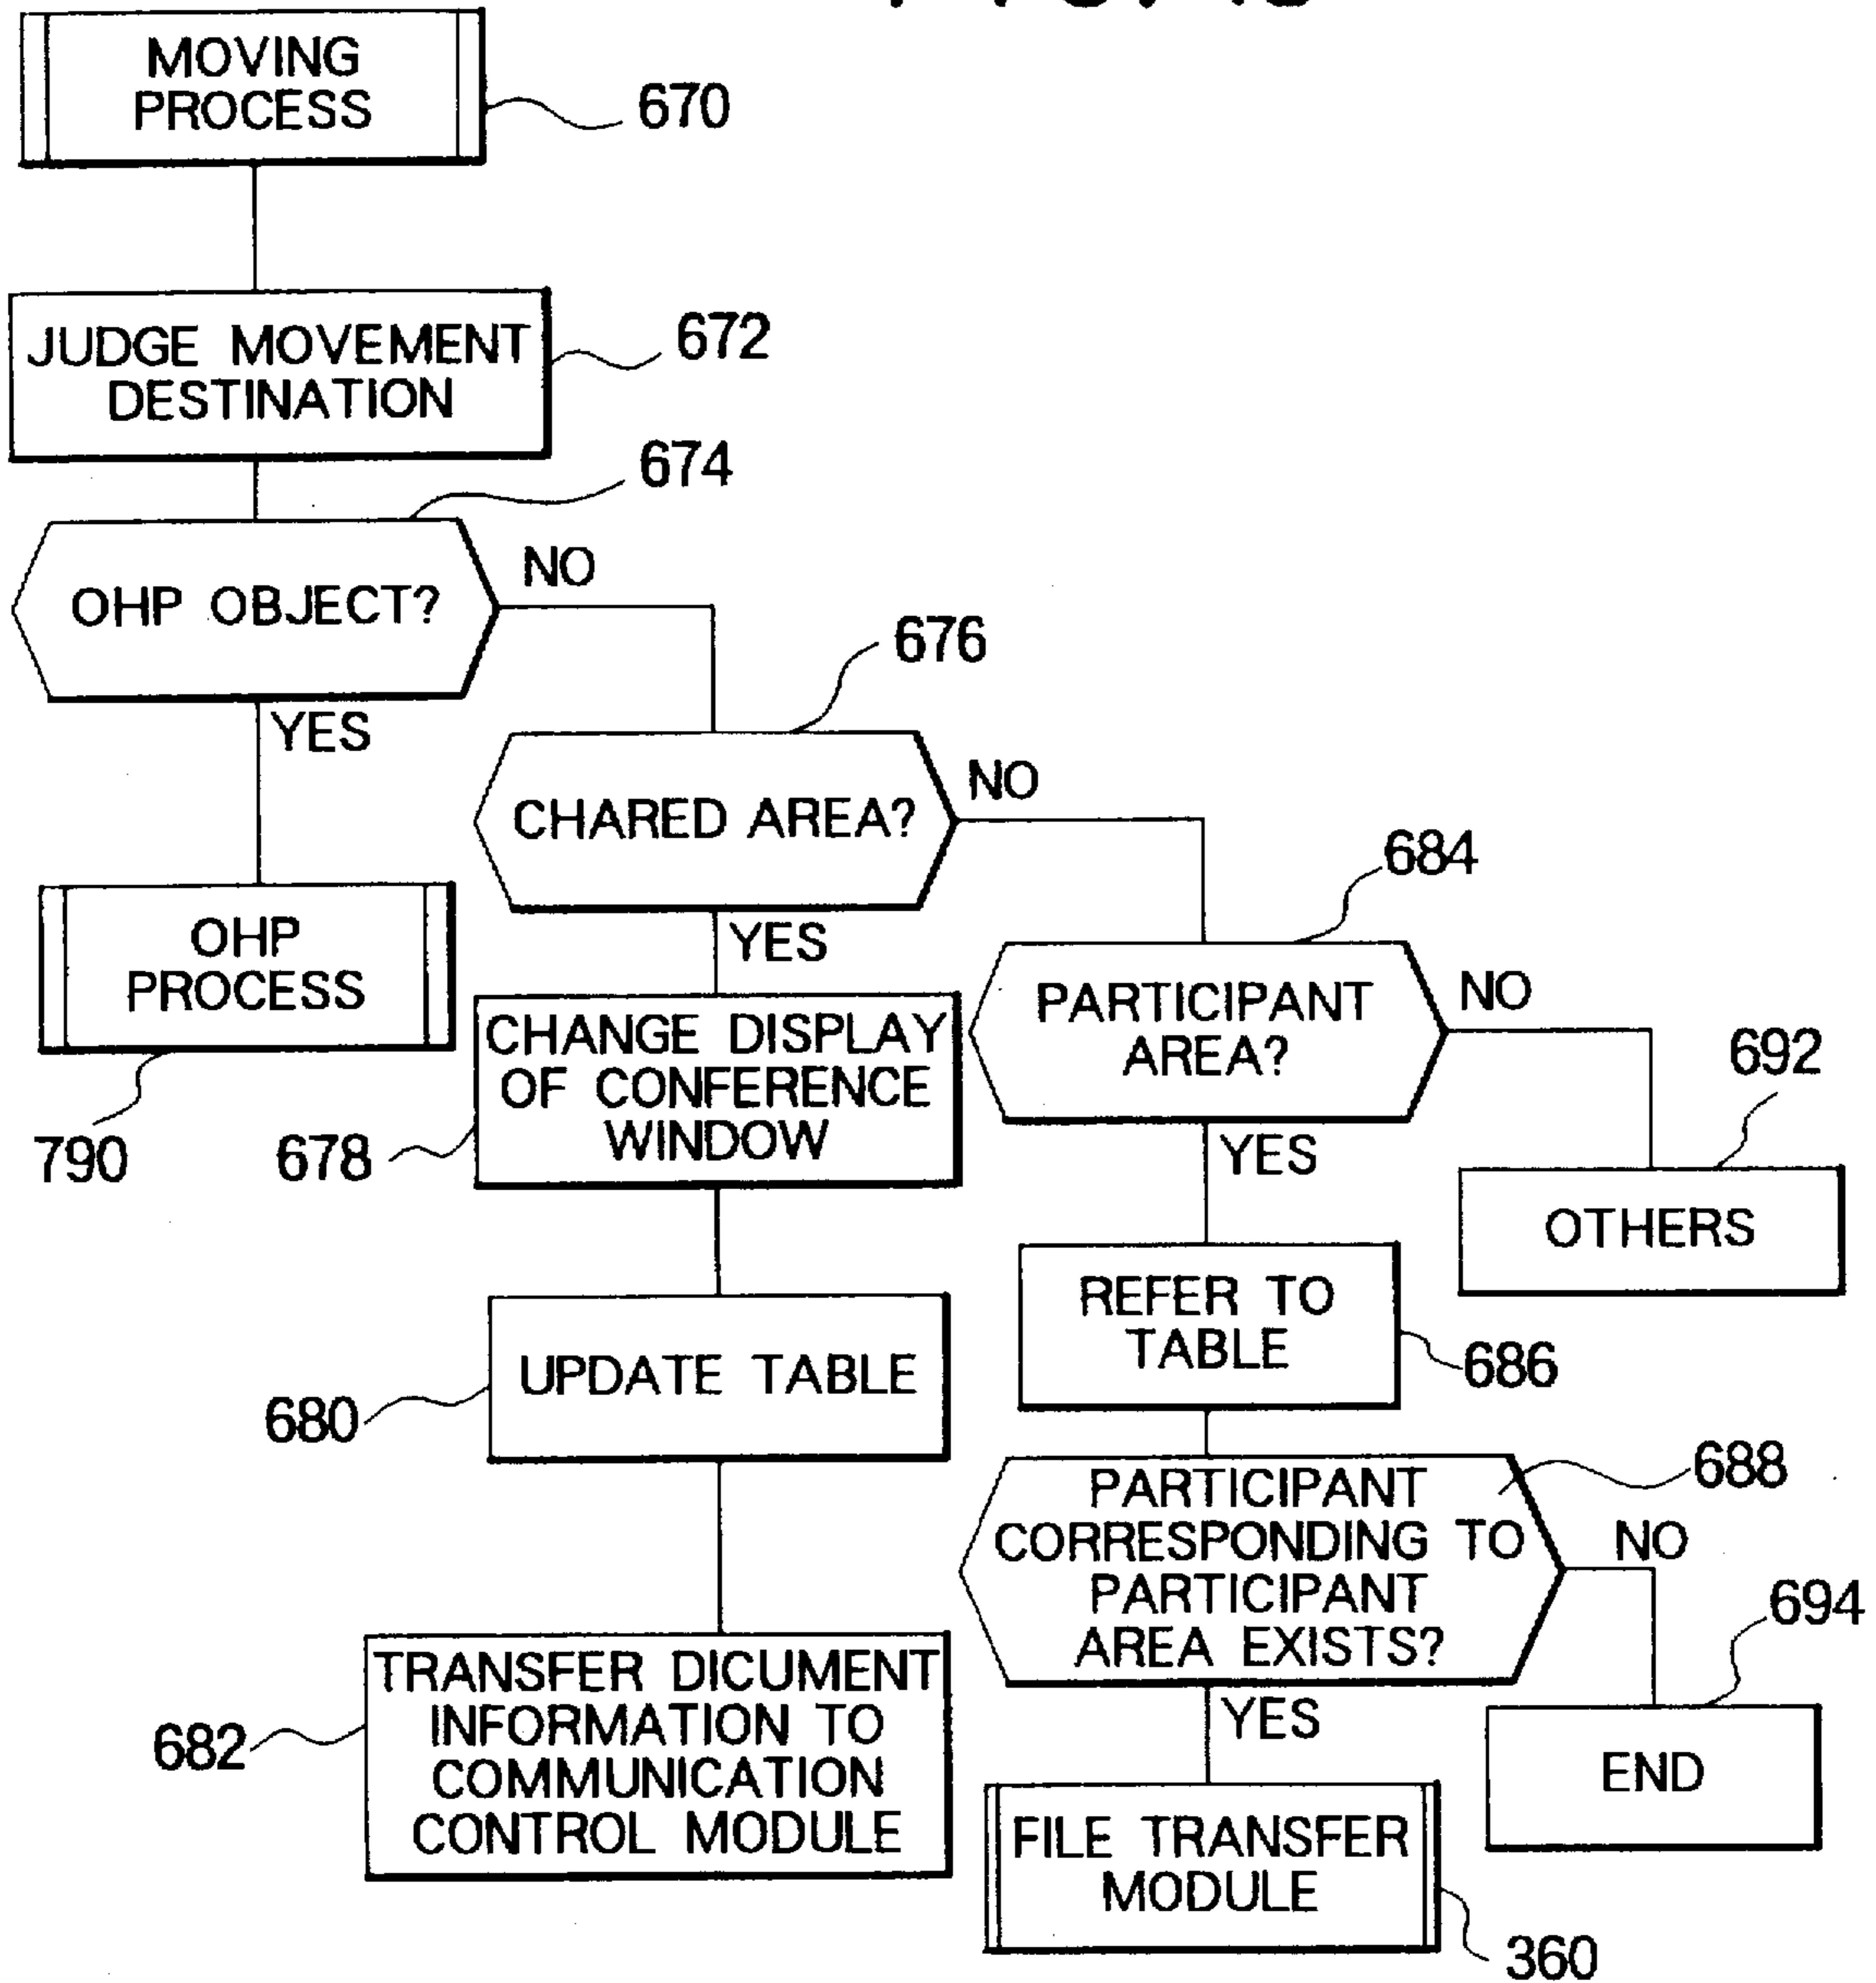 MOVING
PROCESS
670
JUDGE MOVEMENT
DESTINATION
672
674
OHP OBJECT?
NO
YES
676
CHARED AREA?
NO
YES
OHP
PROCESS
790
684
PARTICIPANT
AREA?
NO
YES
CHANGE DISPLAY
OF CONFERENCE
WINDOW
678
692
OTHERS
UPDATE TABLE
680
REFER TO
TABLE
686
PARTICIPANT
CORRESPONDING TO
PARTICIPANT
AREA EXISTS?
688
NO
YES
694
END
TRANSFER DICUMENT
INFORMATION TO
COMMUNICATION
CONTROL MODULE
682
FILE TRANSFER
MODULE
360